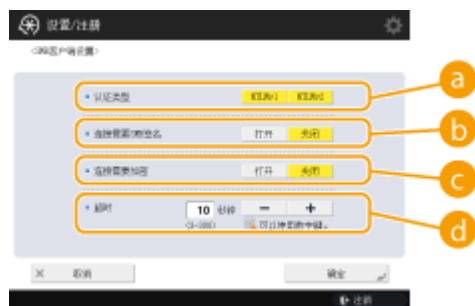 设置/注册
<SMB客户端设置>
• 认证类型 NTLMv1 NTLMv2
a
• 连接需要SMB签名 打开 关闭
b
• 连接需要加密 打开 关闭
c
• 超时 10 秒钟 − +
(3-300) 可以使用数字键。
d
× 取消 确定
注销